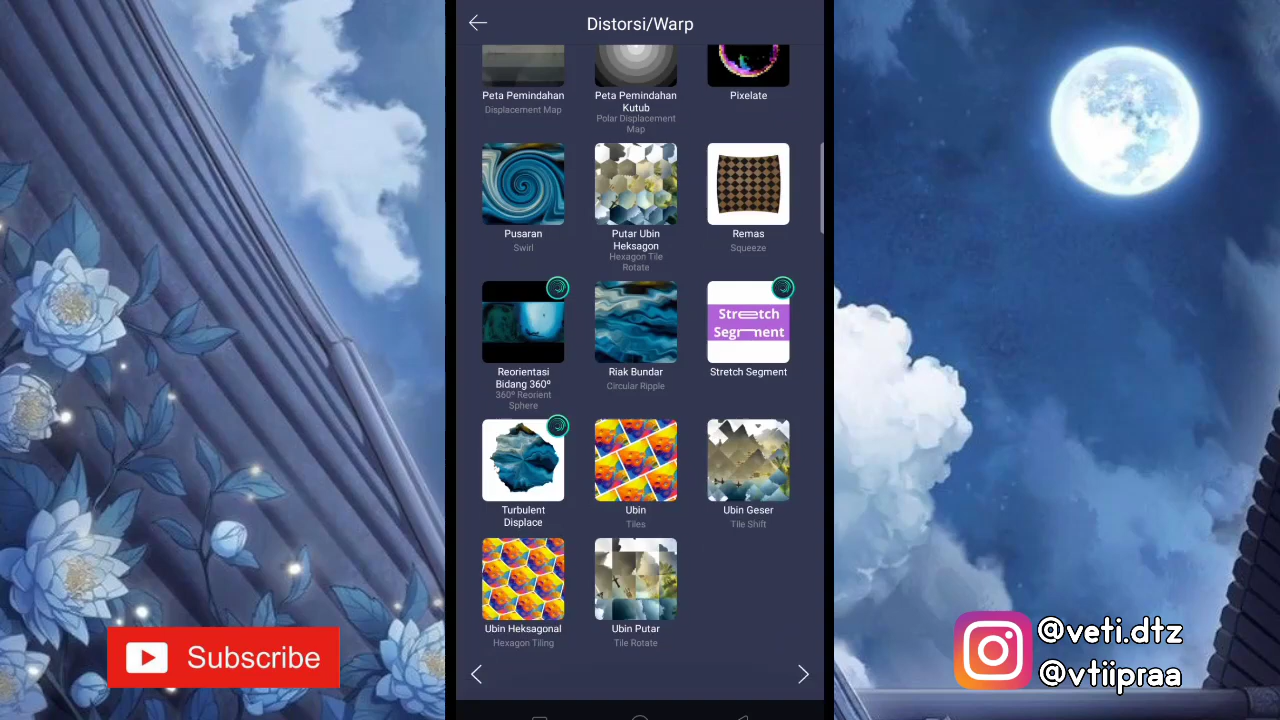 Distorsi/Warp
Peta Pemindahan
Displacement Map
Peta Pemindahan
Kutub
Polar Displacement
Map
Pixelate
Pusaran
Swirl
Putar Ubin
Heksagon
Hexagon Tile
Rotate
Remas
Squeeze
Stretch
Segment
Reorientasi
Bidang 360º
360º Reorient
Sphere
Riak Bundar
Circular Ripple
Stretch Segment
Turbulent
Displace
Ubin
Tiles
Ubin Geser
Tile Shift
Ubin Heksagonal
Hexagon Tiling
Ubin Putar
Tile Rotate
Subscribe
@veti.dtz
@vtiipraa